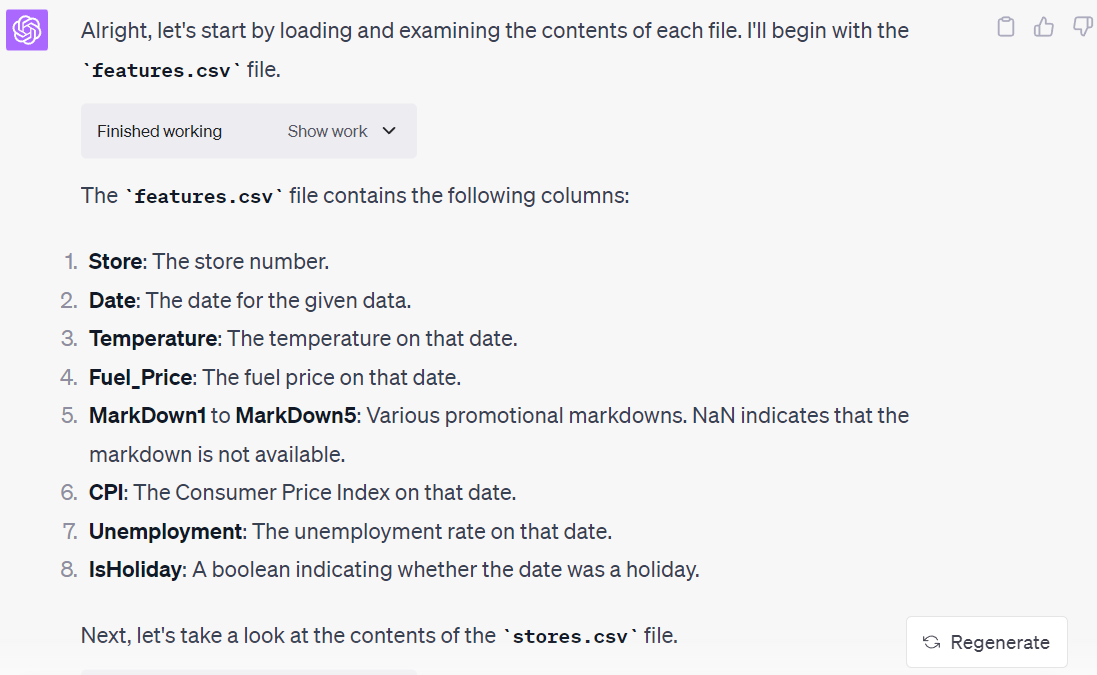 Alright, let's start by loading and examining the contents of each file. I'll begin with the
`features.csv` file.
Finished working Show work
The `features.csv` file contains the following columns:
1. Store: The store number.
2. Date: The date for the given data.
3. Temperature: The temperature on that date.
4. Fuel_Price: The fuel price on that date.
5. MarkDown1 to MarkDown5: Various promotional markdowns. NaN indicates that the
markdown is not available.
6. CPI: The Consumer Price Index on that date.
7. Unemployment: The unemployment rate on that date.
8. IsHoliday: A boolean indicating whether the date was a holiday.
Next, let's take a look at the contents of the `stores.csv` file.
Regenerate